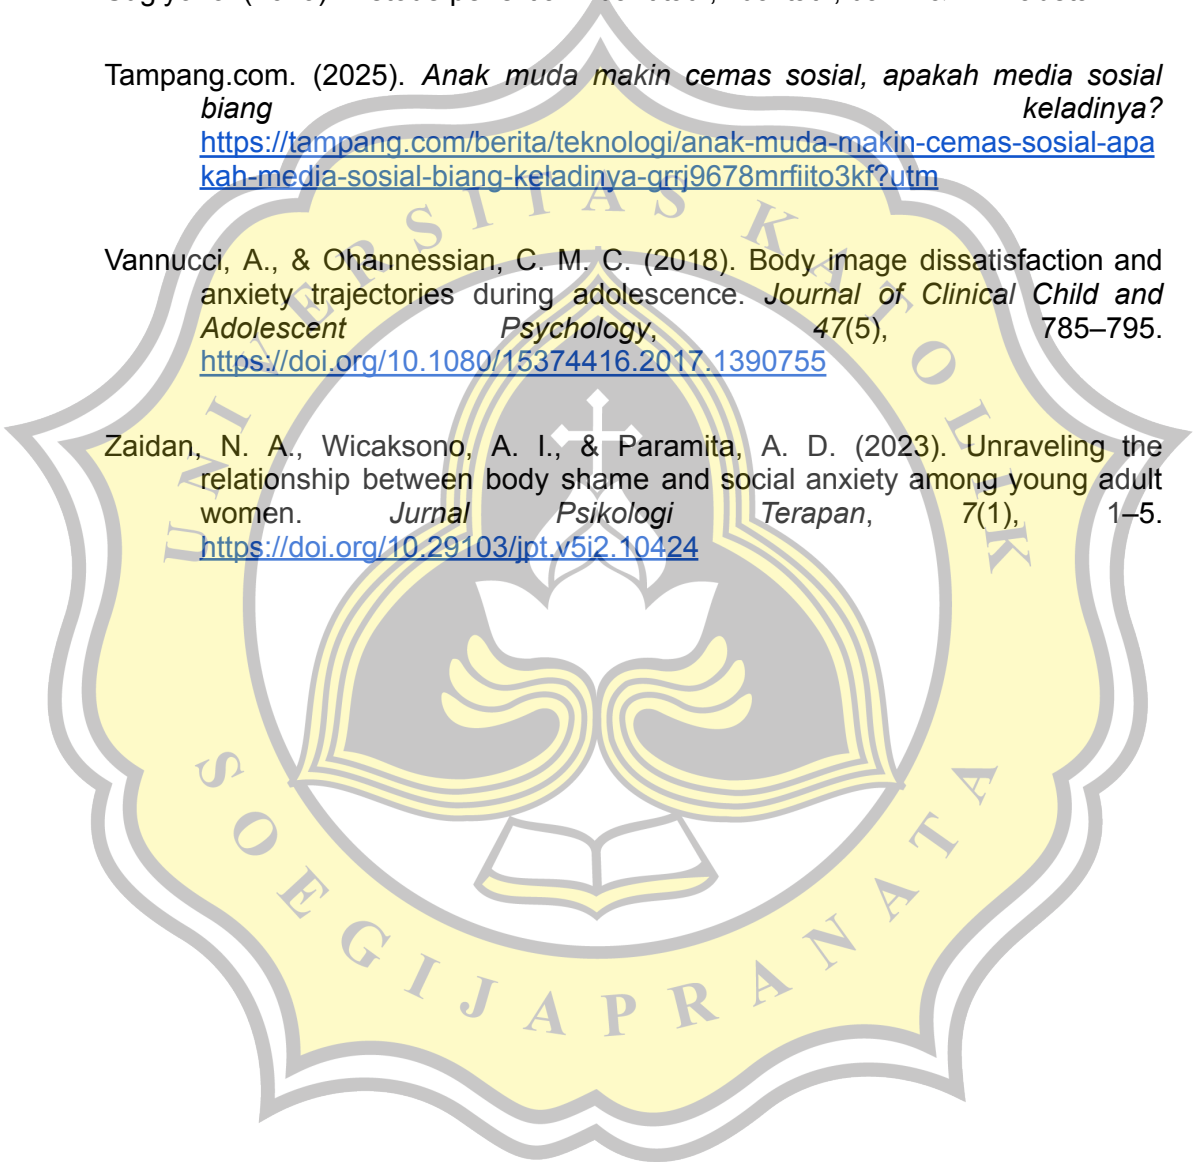 Tampang.com. (2025). Anak muda makin cemas sosial, apakah media sosial
biang keladinya?
https://tampang.com/berita/teknologi/anak-muda-makin-cemas-sosial-apa
kah-media-sosial-biang-keladinya-qrrj9678mrfiito3kf?utm
Vannucci, A., & Ohannessian, C. M. C. (2018). Body image dissatisfaction and
anxiety trajectories during adolescence. Journal of Clinical Child and
Adolescent Psychology, 47(5), 785–795.
https://doi.org/10.1080/15374416.2017.1390755
Zaidan, N. A., Wicaksono, A. I., & Paramita, A. D. (2023). Unraveling the
relationship between body shame and social anxiety among young adult
women. Jurnal Psikologi Terapan, 7(1), 1–5.
https://doi.org/10.29103/jpt.v5i2.10424
UNIVERSITAS KATOLIK
SOEGIJAPRANATA